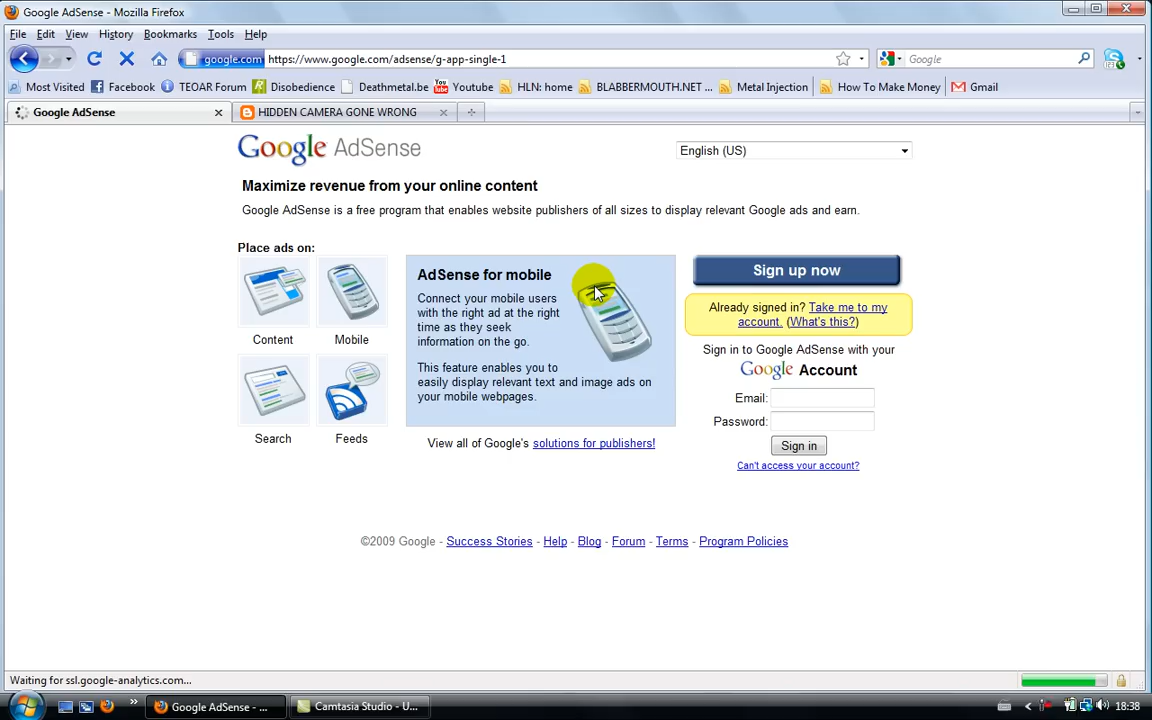 Google AdSense - Mozilla Firefox
File Edit View History Bookmarks Tools Help
google.com https://www.google.com/adsense/g-app-single-1
Google
Most Visited Facebook TEOAR Forum Disobedience Deathmetal.be Youtube HLN: home BLABBERMOUTH.NET ... Metal Injection How To Make Money Gmail
Google AdSense
HIDDEN CAMERA GONE WRONG
Google AdSense
English (US)
Maximize revenue from your online content
Google AdSense is a free program that enables website publishers of all sizes to display relevant Google ads and earn.
Place ads on:
Content
Mobile
Search
Feeds
AdSense for mobile
Connect your mobile users
with the right ad at the right
time as they seek
information on the go.
This feature enables you to
easily display relevant text and image ads on
your mobile webpages.
View all of Google's solutions for publishers!
Sign up now
Already signed in? Take me to my
account. (What's this?)
Sign in to Google AdSense with your
Google Account
Email:
Password:
Sign in
Can't access your account?
©2009 Google - Success Stories - Help - Blog - Forum - Terms - Program Policies
Waiting for ssl.google-analytics.com...
Google AdSense - ...
Camtasia Studio - U...
18:38